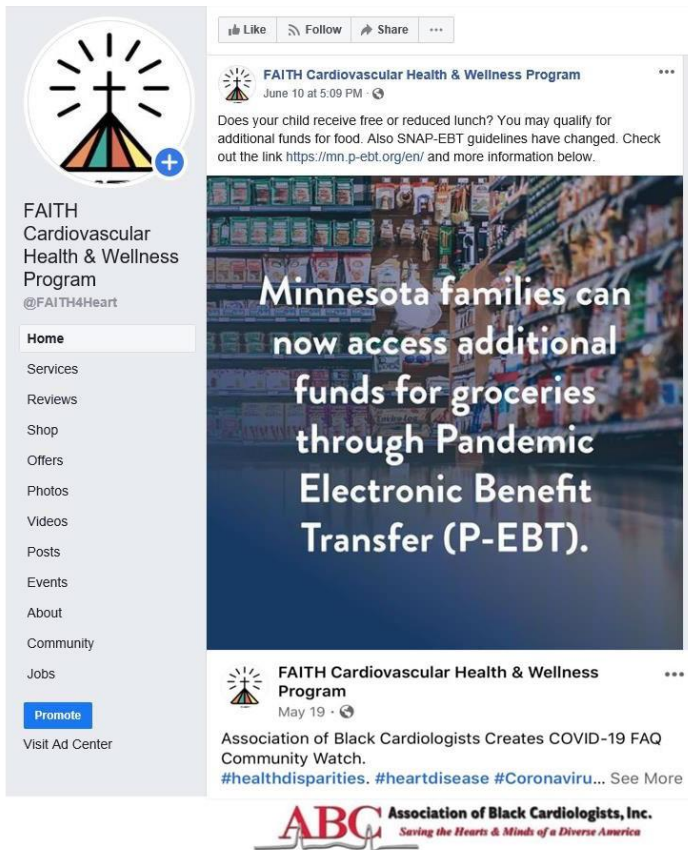 FAITH
Cardiovascular
Health & Wellness
Program
@FAITH4Heart
Home
Services
Reviews
Shop
Offers
Photos
Videos
Posts
Events
About
Community
Jobs
Promote
Visit Ad Center
Like Follow Share ...
FAITH Cardiovascular Health & Wellness Program
June 10 at 5:09 PM ·
Does your child receive free or reduced lunch? You may qualify for
additional funds for food. Also SNAP-EBT guidelines have changed. Check
out the link https://mn.p-ebt.org/en/ and more information below.
Minnesota families can
now access additional
funds for groceries
through Pandemic
Electronic Benefit
Transfer (P-EBT).
FAITH Cardiovascular Health & Wellness
Program
May 19 ·
Association of Black Cardiologists Creates COVID-19 FAQ
Community Watch.
#healthdisparities. #heartdisease #Coronaviru... See More
ABC Association of Black Cardiologists, Inc.
Saving the Hearts & Minds of a Diverse America